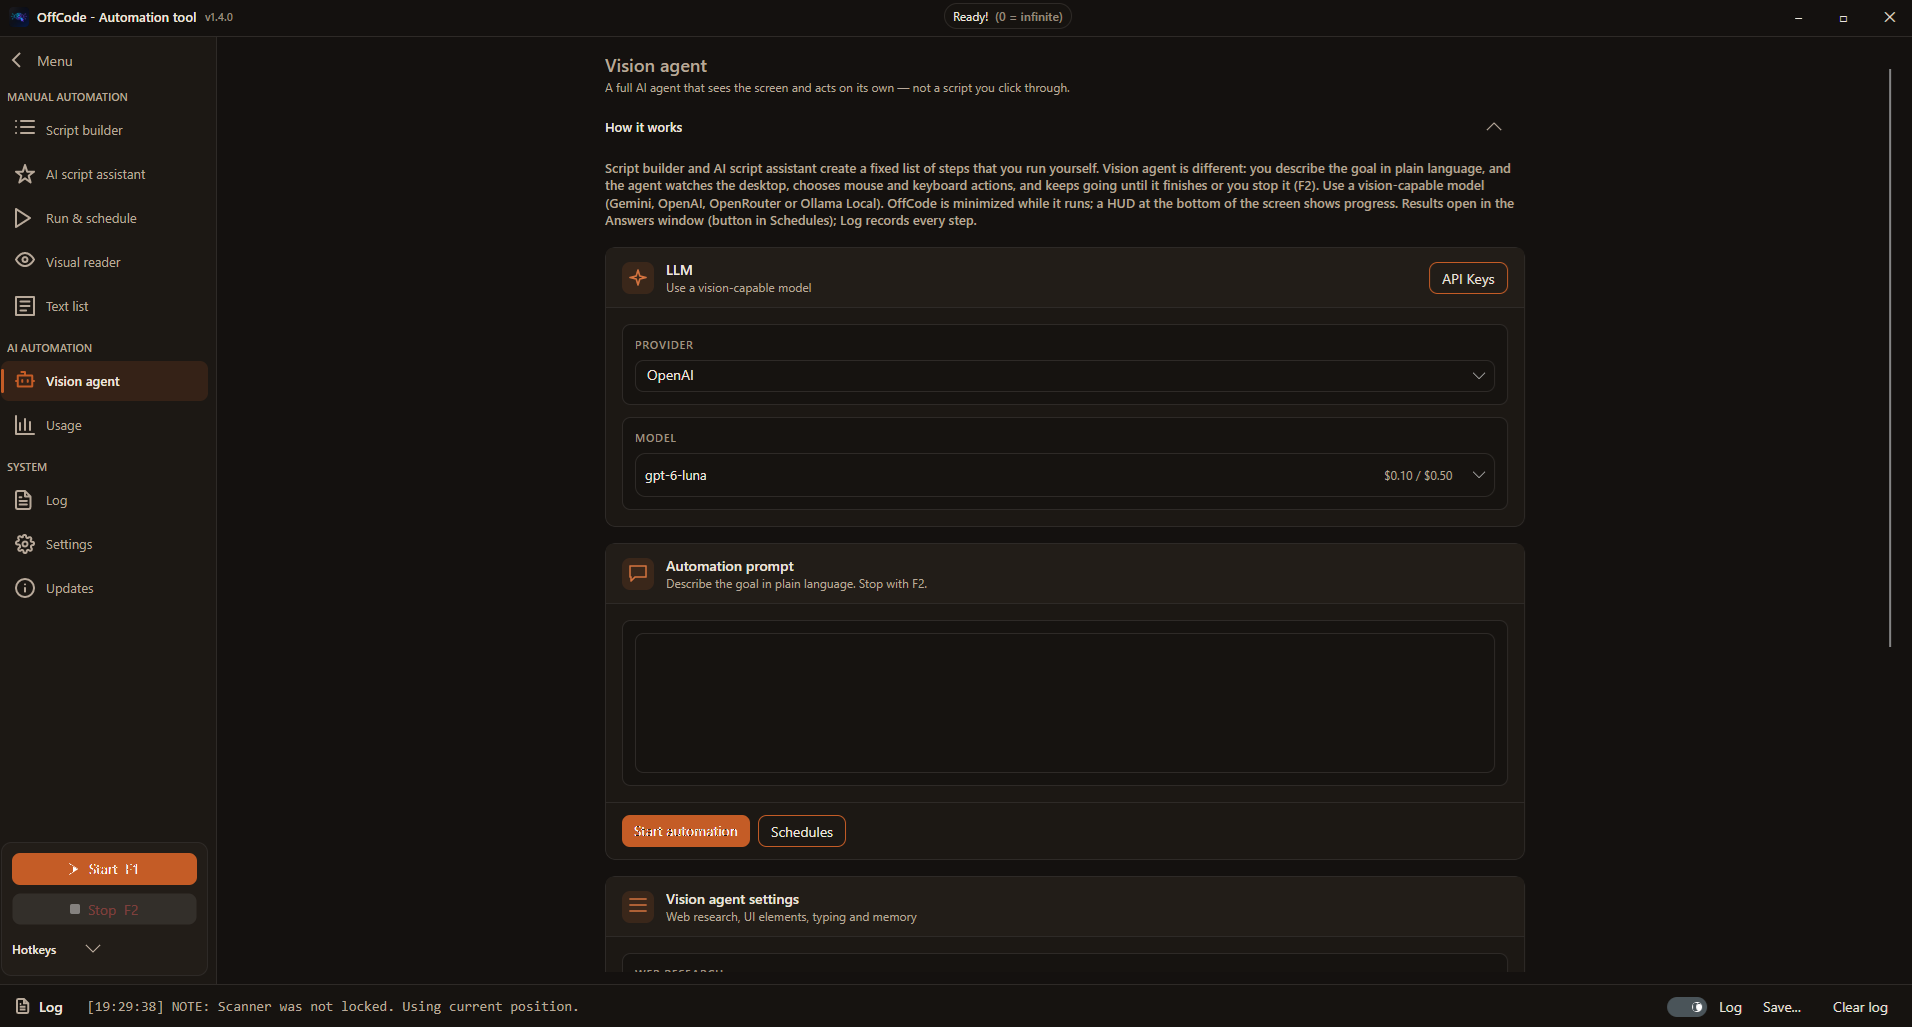 OffCode - Automation tool v1.4.0
Ready! (0 = infinite)
Menu
MANUAL AUTOMATION
Script builder
AI script assistant
Run & schedule
Visual reader
Text list
AI AUTOMATION
Vision agent
Usage
SYSTEM
Log
Settings
Updates
Start F1
Stop F2
Hotkeys
Vision agent
A full AI agent that sees the screen and acts on its own — not a script you click through.
How it works
Script builder and AI script assistant create a fixed list of steps that you run yourself. Vision agent is different: you describe the goal in plain language, and
the agent watches the desktop, chooses mouse and keyboard actions, and keeps going until it finishes or you stop it (F2). Use a vision-capable model
(Gemini, OpenAI, OpenRouter or Ollama Local). OffCode is minimized while it runs; a HUD at the bottom of the screen shows progress. Results open in the
Answers window (button in Schedules); Log records every step.
LLM
Use a vision-capable model
API Keys
PROVIDER
OpenAI
MODEL
gpt-6-luna
$0.10 / $0.50
Automation prompt
Describe the goal in plain language. Stop with F2.
Start automation
Schedules
Vision agent settings
Web research, UI elements, typing and memory
WEB RESEARCH
Log
[19:29:38] NOTE: Scanner was not locked. Using current position.
Log
Save...
Clear log